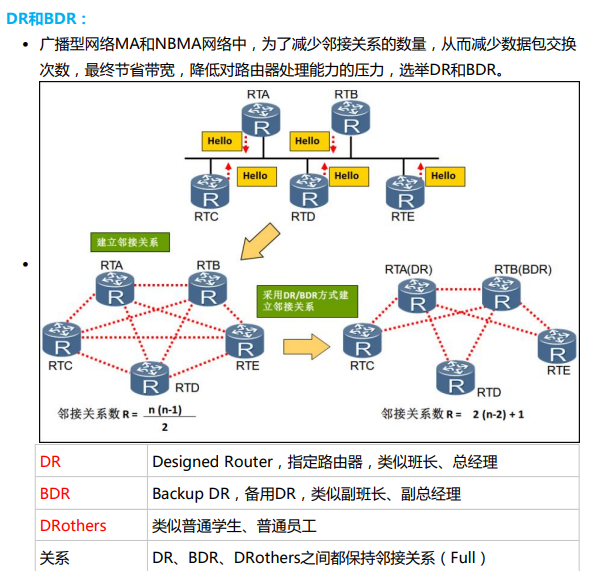 DR和BDR：
• 广播型网络MA和NBMA网络中，为了减少邻接关系的数量，从而减少数据包交换
次数，最终节省带宽，降低对路由器处理能力的压力，选举DR和BDR。
RTA RTB
R R
Hello Hello
Hello Hello Hello
R R R
RTC RTD RTE
建立邻接关系
•
RTA RTB
R R
R R
RTC RTE
R RTD
邻接关系数 R = n (n-1)
2
采用DR/BDR方式建
立邻接关系
RTA(DR) RTB(BDR)
R R
R R
RTC RTE
R
RTD
邻接关系数 R = 2 (n-2) + 1
DR Designed Router，指定路由器，类似班长、总经理
BDR Backup DR，备用DR，类似副班长、副总经理
DRothers 类似普通学生、普通员工
关系 DR、BDR、DRothers之间都保持邻接关系（Full）